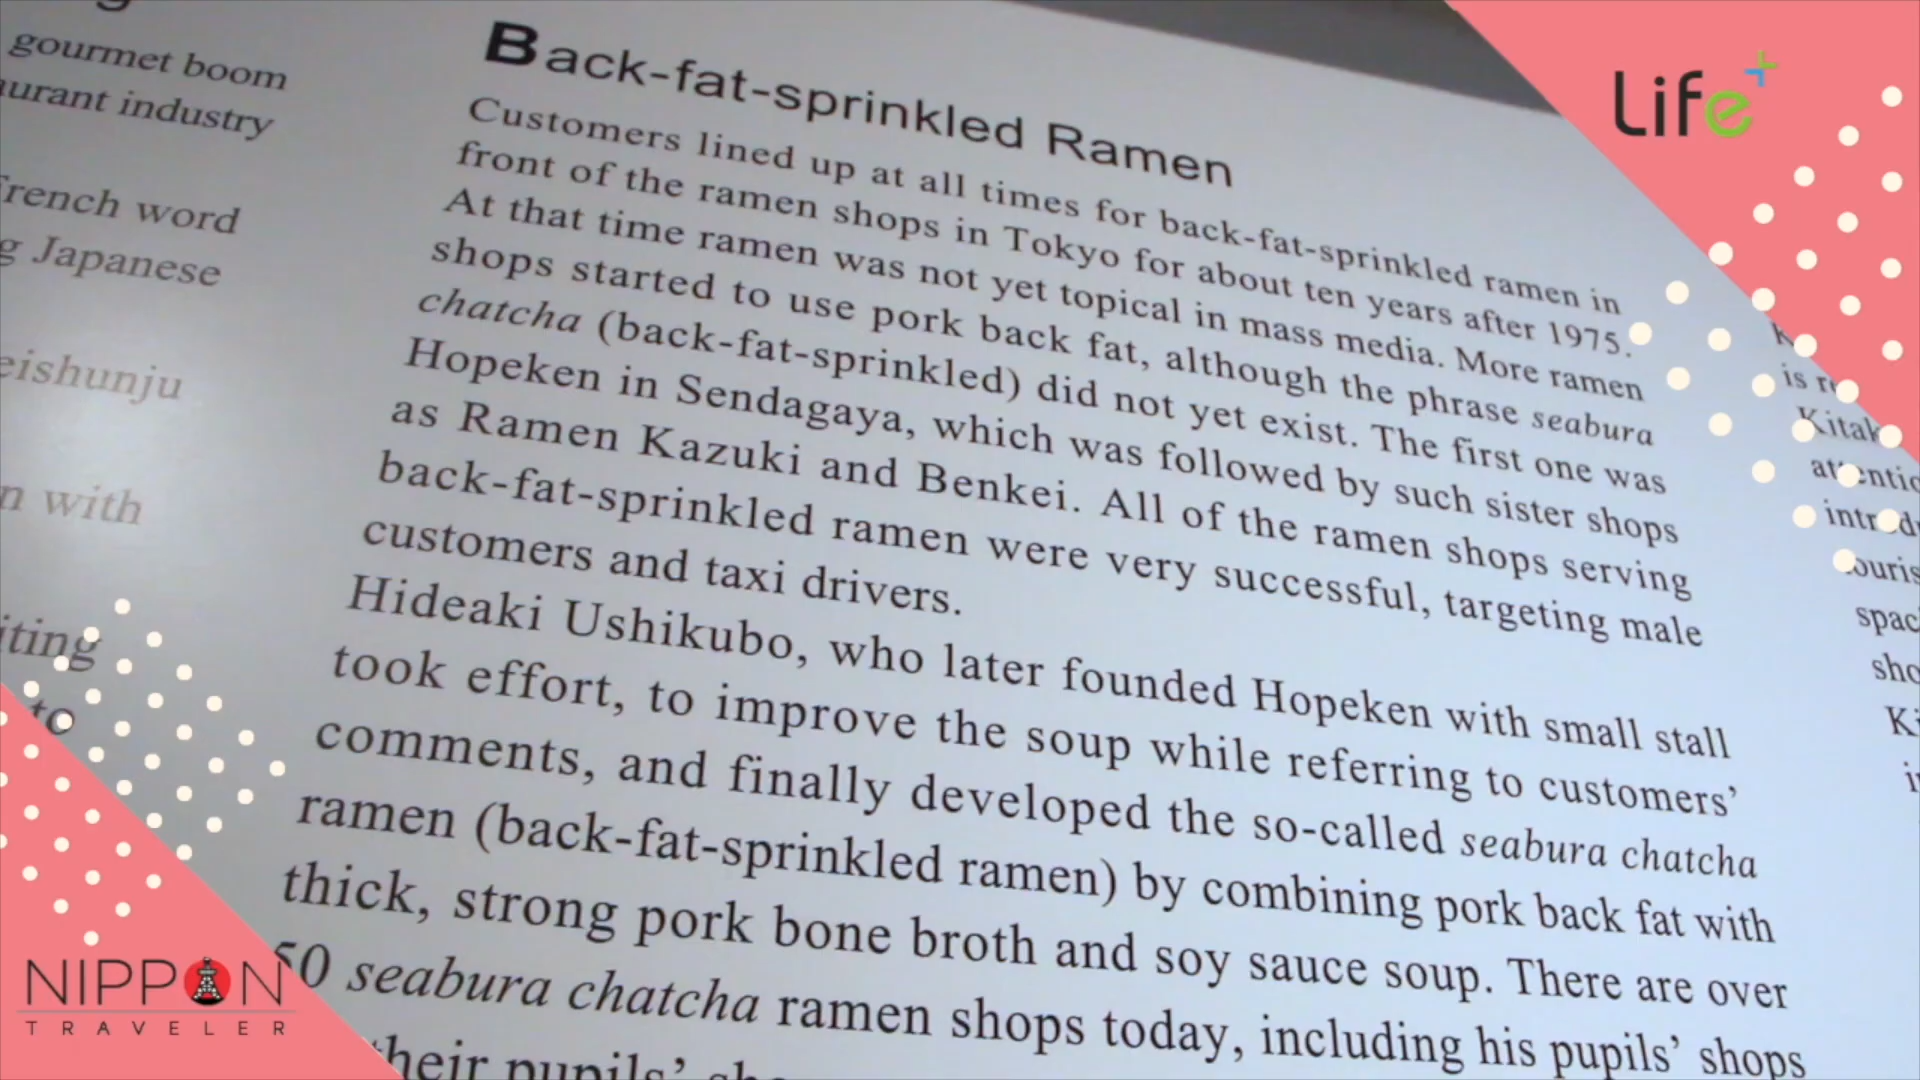 gourmet boom
industry
word
Japanese
with
to
Back-fat-sprinkled Ramen
Customers lined up at all times for back-fat-sprinkled ramen in
front of the ramen shops in Tokyo for about ten years after 1975.
At that time ramen was not yet topical in mass media. More ramen
shops started to use pork back fat, although the phrase seabura
chatcha (back-fat-sprinkled) did not yet exist. The first one was
Hopeken in Sendagaya, which was followed by such sister shops
as Ramen Kazuki and Benkei. All of the ramen shops serving
back-fat-sprinkled ramen were very successful, targeting male
customers and taxi drivers.
Hideaki Ushikubo, who later founded Hopeken with small stall
took effort, to improve the soup while referring to customers'
comments, and finally developed the so-called seabura chatcha
ramen (back-fat-sprinkled ramen) by combining pork back fat with
thick, strong pork bone broth and soy sauce soup. There are over
50 seabura chatcha ramen shops today, including his pupils' shops
pupils'
is
Life+
NIPPON
TRAVELER